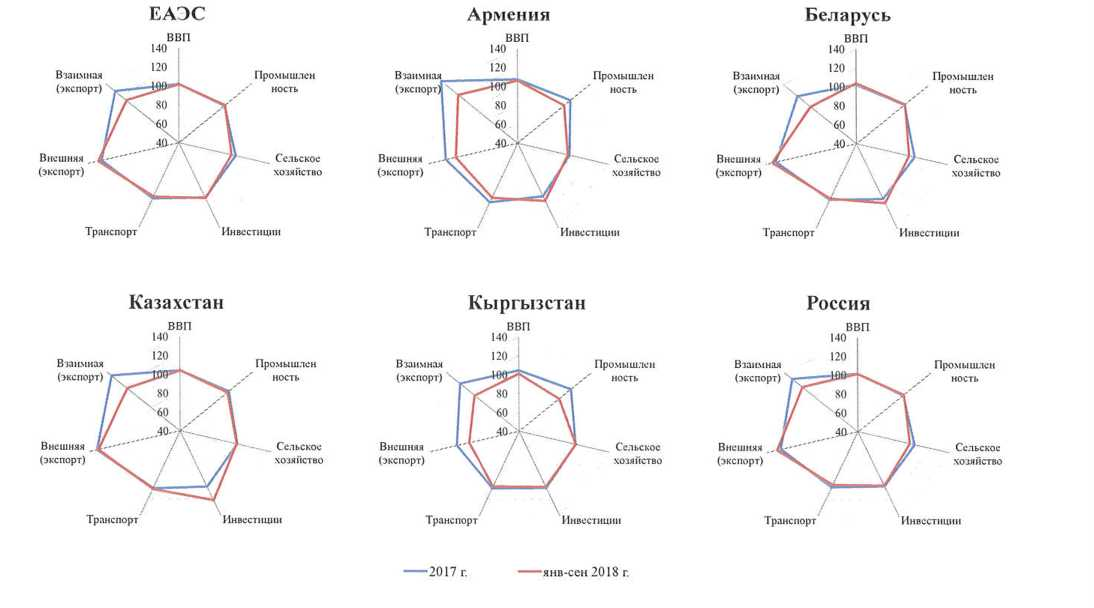 ЕАЭС
ВВП
140
120
100
80
60
40
Промышлен
ность
Сельское
хозяйство
Инвестиции
Транспорт
Внешняя
(экспорт)
Взаимная
(экспорт)
Армения
ВВП
140
120
100
80
60
40
Промышлен
ность
Сельское
хозяйство
Инвестиции
Транспорт
Внешняя
(экспорт)
Взаимная
(экспорт)
Беларусь
ВВП
140
120
100
80
60
40
Промышлен
ность
Сельское
хозяйство
Инвестиции
Транспорт
Внешняя
(экспорт)
Взаимная
(экспорт)
Казахстан
ВВП
140
120
100
80
60
40
Промышлен
ность
Сельское
хозяйство
Инвестиции
Транспорт
Внешняя
(экспорт)
Взаимная
(экспорт)
Кыргызстан
ВВП
140
120
100
80
60
40
Промышлен
ность
Сельское
хозяйство
Инвестиции
Транспорт
Внешняя
(экспорт)
Взаимная
(экспорт)
Россия
ВВП
140
120
100
80
60
40
Промышлен
ность
Сельское
хозяйство
Инвестиции
Транспорт
Внешняя
(экспорт)
Взаимная
(экспорт)
2017 г.
янв-сен 2018 г.